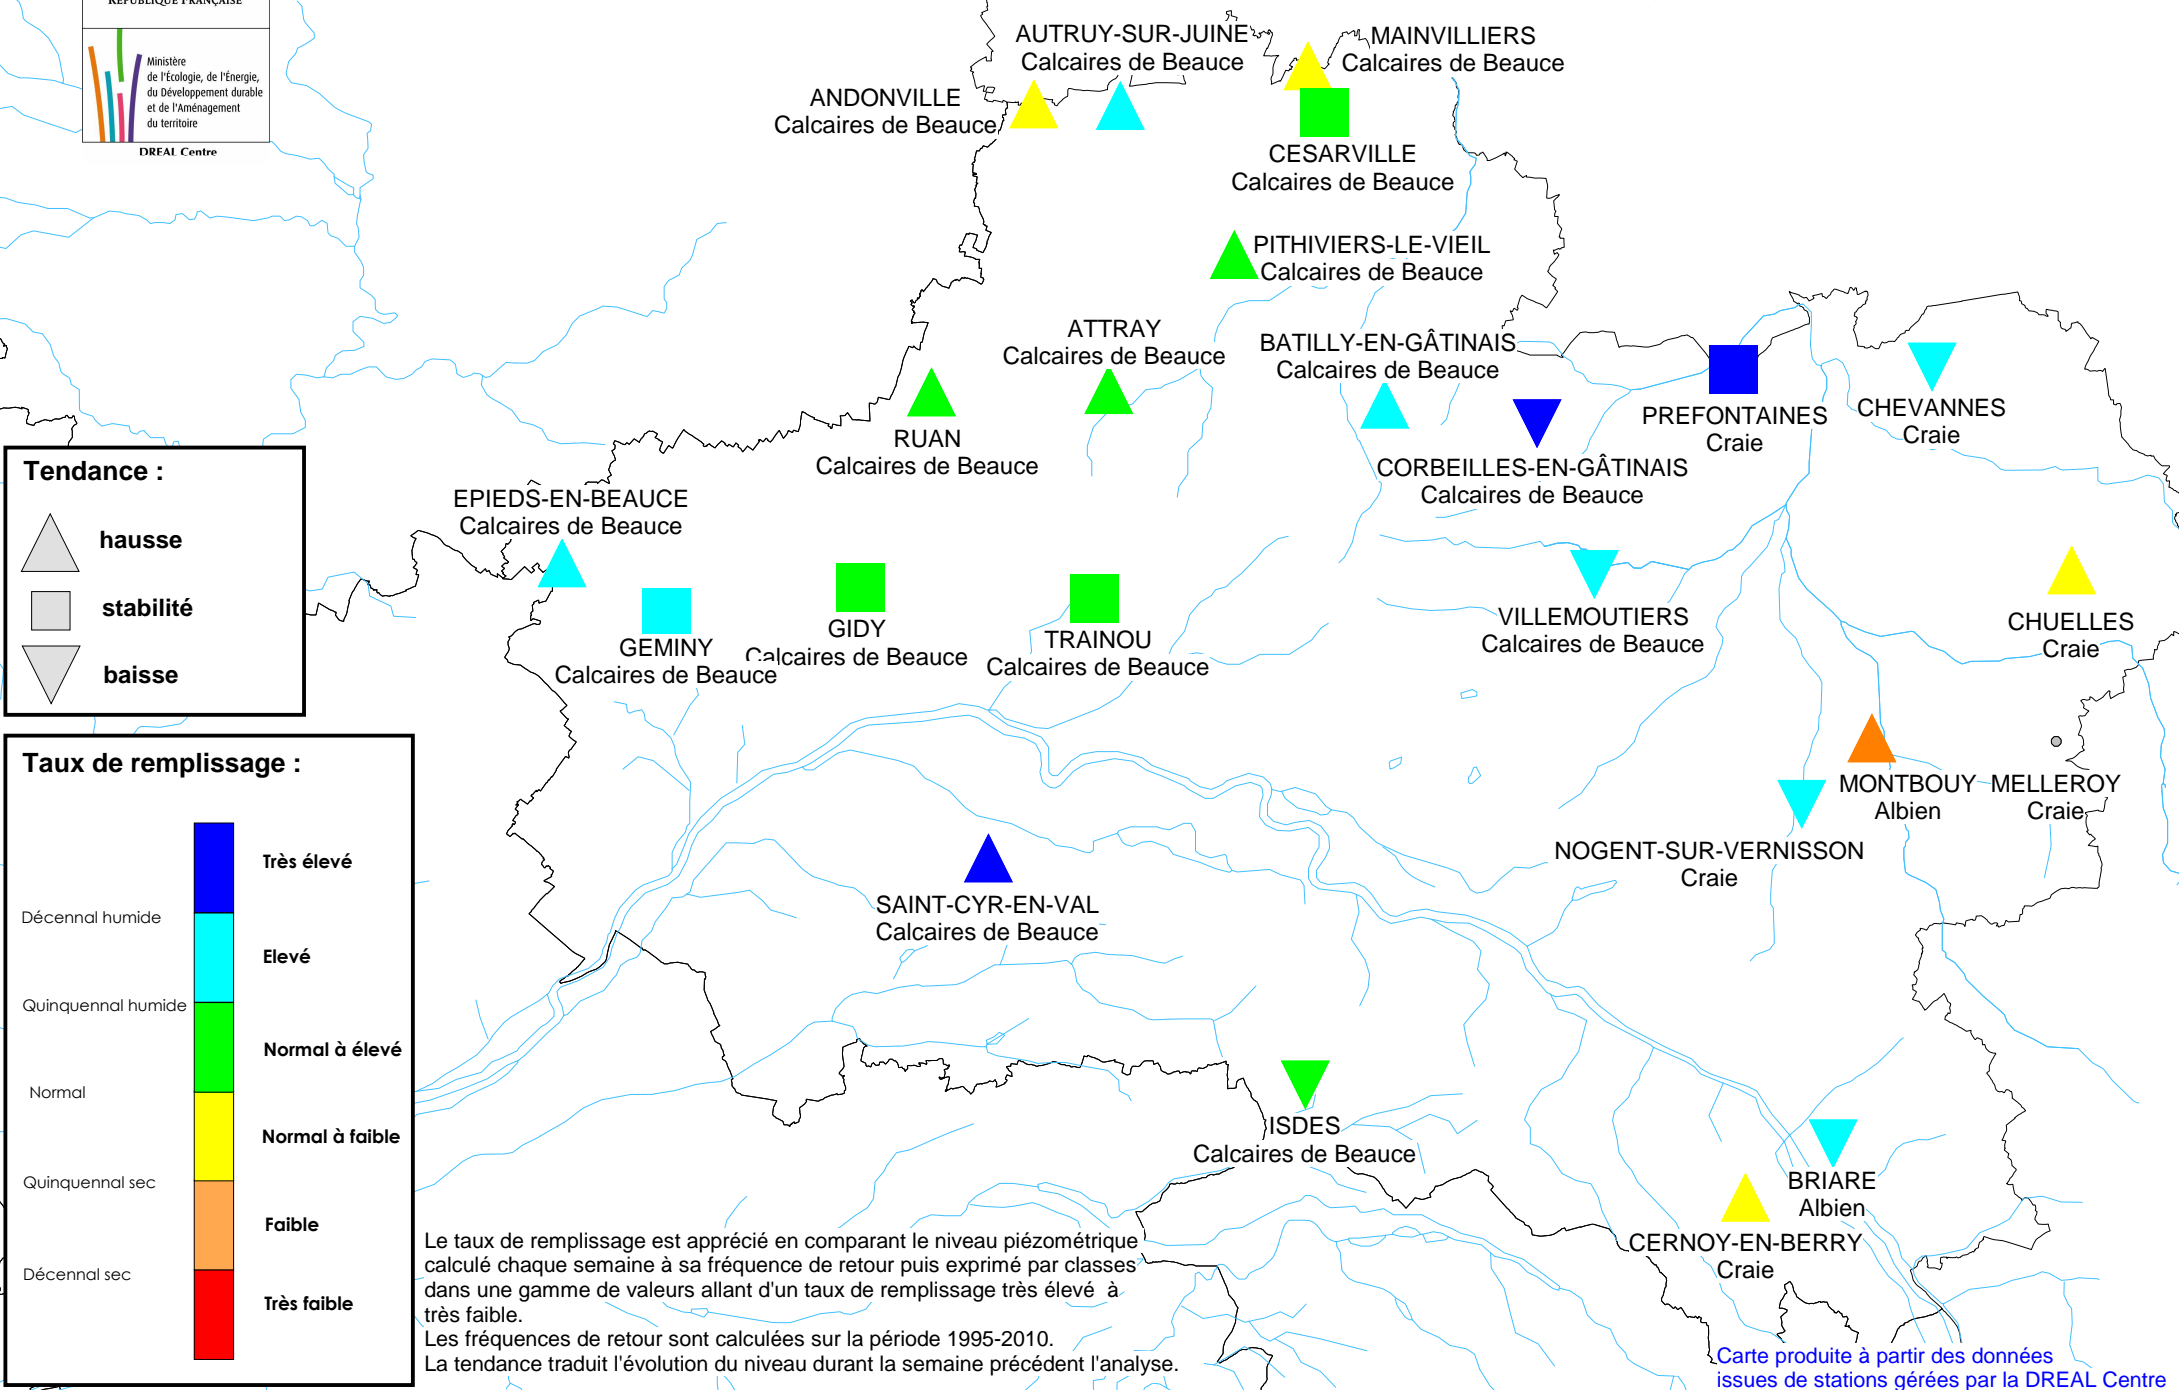 RÉPUBLIQUE FRANÇAISE
Ministère
de l'Écologie, de l'Énergie,
du Développement durable
et de l'Aménagement
du territoire
DREAL Centre
AUTRUY-SUR-JUINE
Calcaires de Beauce
MAINVILLIERS
Calcaires de Beauce
ANDONVILLE
Calcaires de Beauce
CESARVILLE
Calcaires de Beauce
PITHIVIERS-LE-VIEIL
Calcaires de Beauce
ATTRAY
Calcaires de Beauce
BATILLY-EN-GÂTINAIS
Calcaires de Beauce
RUAN
Calcaires de Beauce
PREFONTAINES
Craie
CHEVANNES
Craie
CORBEILLES-EN-GÂTINAIS
Calcaires de Beauce
EPIEDS-EN-BEAUCE
Calcaires de Beauce
GEMINY
Calcaires de Beauce
GIDY
Calcaires de Beauce
TRAINOU
Calcaires de Beauce
VILLEMOUTIERS
Calcaires de Beauce
CHUELLES
Craie
MONTBOUY
Albien
MELLEROY
Craie
NOGENT-SUR-VERNISSON
Craie
SAINT-CYR-EN-VAL
Calcaires de Beauce
ISDES
Calcaires de Beauce
BRIARE
Albien
CERNOY-EN-BERRY
Craie
Tendance :
hausse
stabilité
baisse
Taux de remplissage :
Très élevé
Décennal humide
Elevé
Quinquennal humide
Normal à élevé
Normal
Normal à faible
Quinquennal sec
Faible
Décennal sec
Très faible
Le taux de remplissage est apprécié en comparant le niveau piézométrique
calculé chaque semaine à sa fréquence de retour puis exprimé par classes
dans une gamme de valeurs allant d'un taux de remplissage très élevé à
très faible.
Les fréquences de retour sont calculées sur la période 1995-2010.
La tendance traduit l'évolution du niveau durant la semaine précédent l'analyse.
Carte produite à partir des données
issues de stations gérées par la DREAL Centre